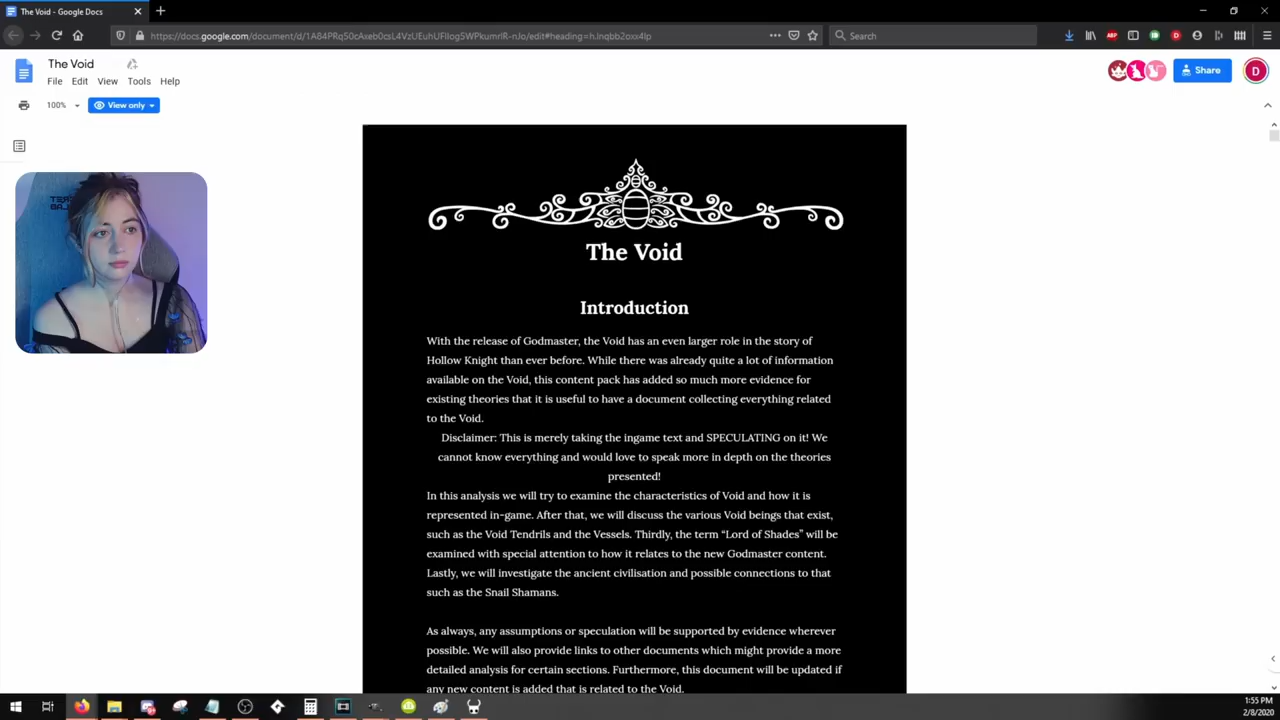 The Void - Google Docs
https://docs.google.com/document/d/1A84PRq50cAxeb0csL4VzUEuhUFIIog5WPkumrlR-nJo/edit#heading=h.lnqbb2oxx4lp
Search
The Void
File Edit View Tools Help
Share
D
100%
View only
The Void
Introduction
With the release of Godmaster, the Void has an even larger role in the story of
Hollow Knight than ever before. While there was already quite a lot of information
available on the Void, this content pack has added so much more evidence for
existing theories that it is useful to have a document collecting everything related
to the Void.
Disclaimer: This is merely taking the ingame text and SPECULATING on it! We
cannot know everything and would love to speak more in depth on the theories
presented!
In this analysis we will try to examine the characteristics of Void and how it is
represented in-game. After that, we will discuss the various Void beings that exist,
such as the Void Tendrils and the Vessels. Thirdly, the term “Lord of Shades” will be
examined with special attention to how it relates to the new Godmaster content.
Lastly, we will investigate the ancient civilisation and possible connections to that
such as the Snail Shamans.
As always, any assumptions or speculation will be supported by evidence wherever
possible. We will also provide links to other documents which might provide a more
detailed analysis for certain sections. Furthermore, this document will be updated if
any new content is added that is related to the Void.
1:55 PM
2/8/2020